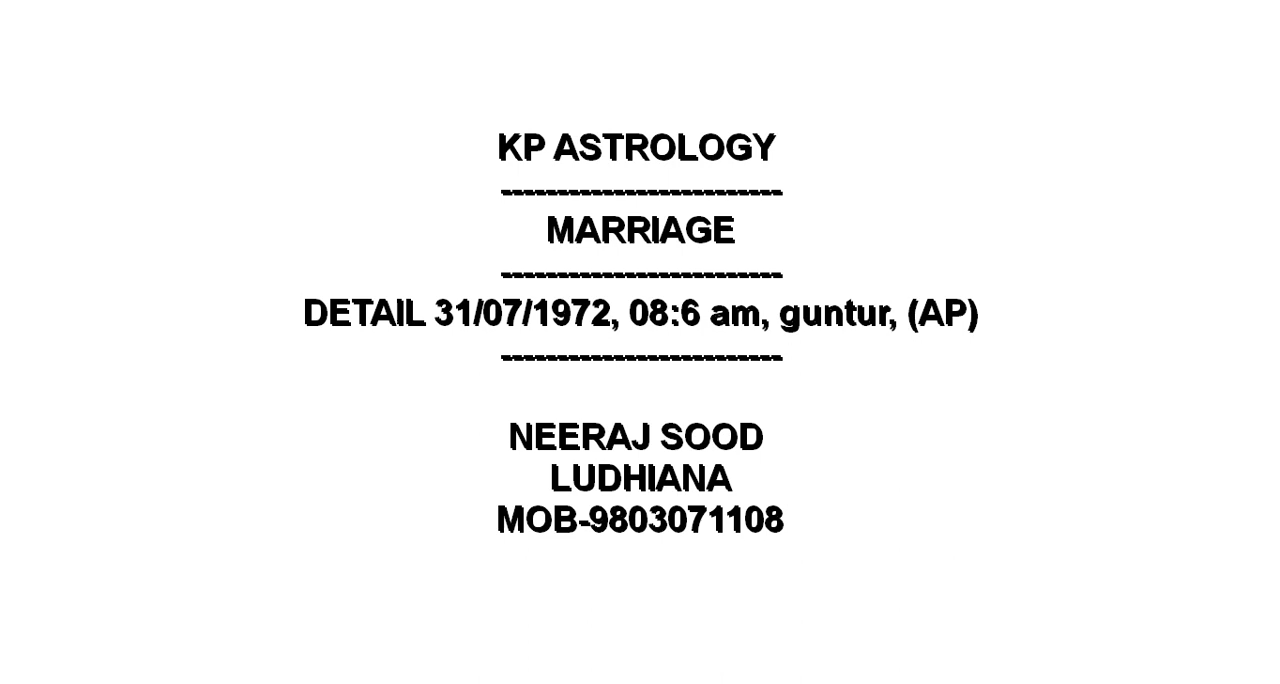 KP ASTROLOGY
-------------------------
MARRIAGE
-------------------------
DETAIL 31/07/1972, 08:6 am, guntur, (AP)
-------------------------
NEERAJ SOOD
LUDHIANA
MOB-9803071108